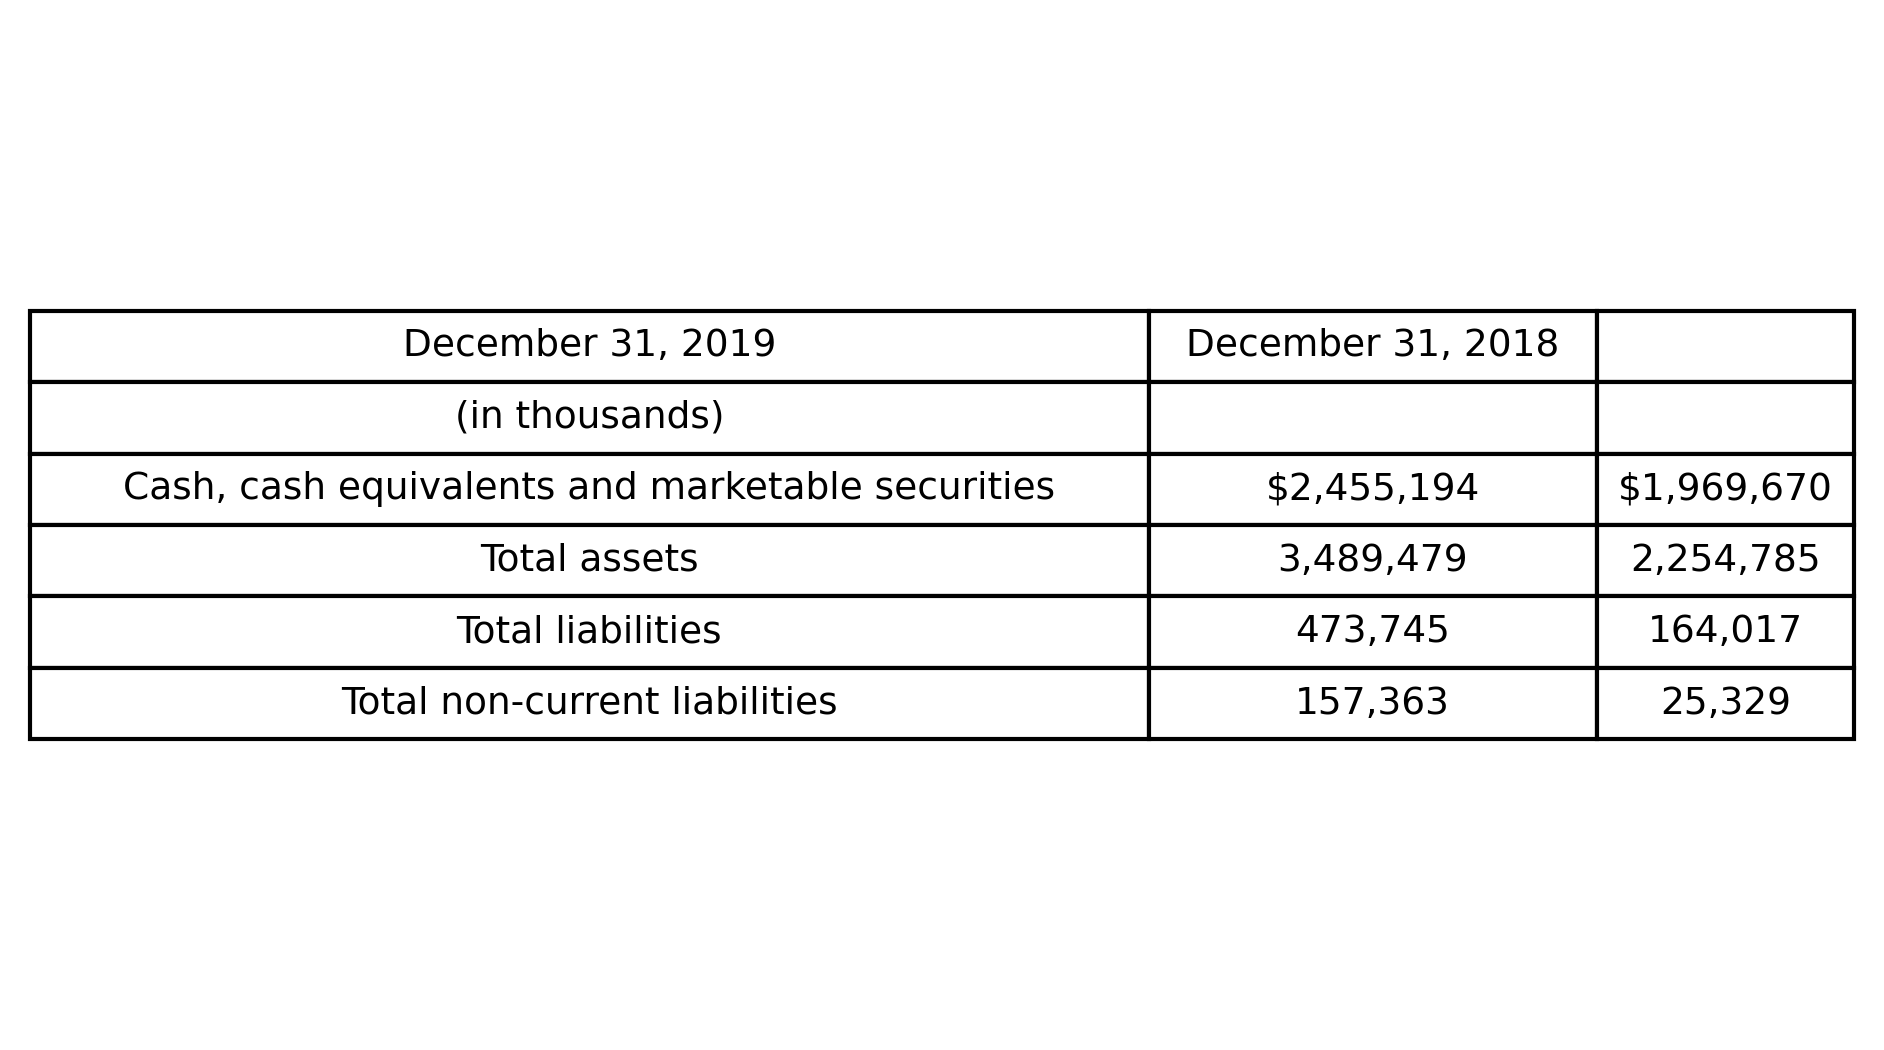 December 31, 2019 December 31, 2018
(in thousands)
Cash, cash equivalents and marketable securities $2,455,194 $1,969,670
Total assets 3,489,479 2,254,785
Total liabilities 473,745 164,017
Total non-current liabilities 157,363 25,329